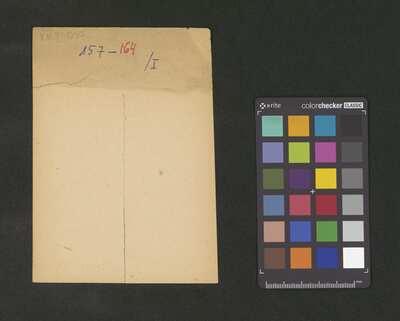 157-164
/I
x-rite
colorchecker CLASSIC